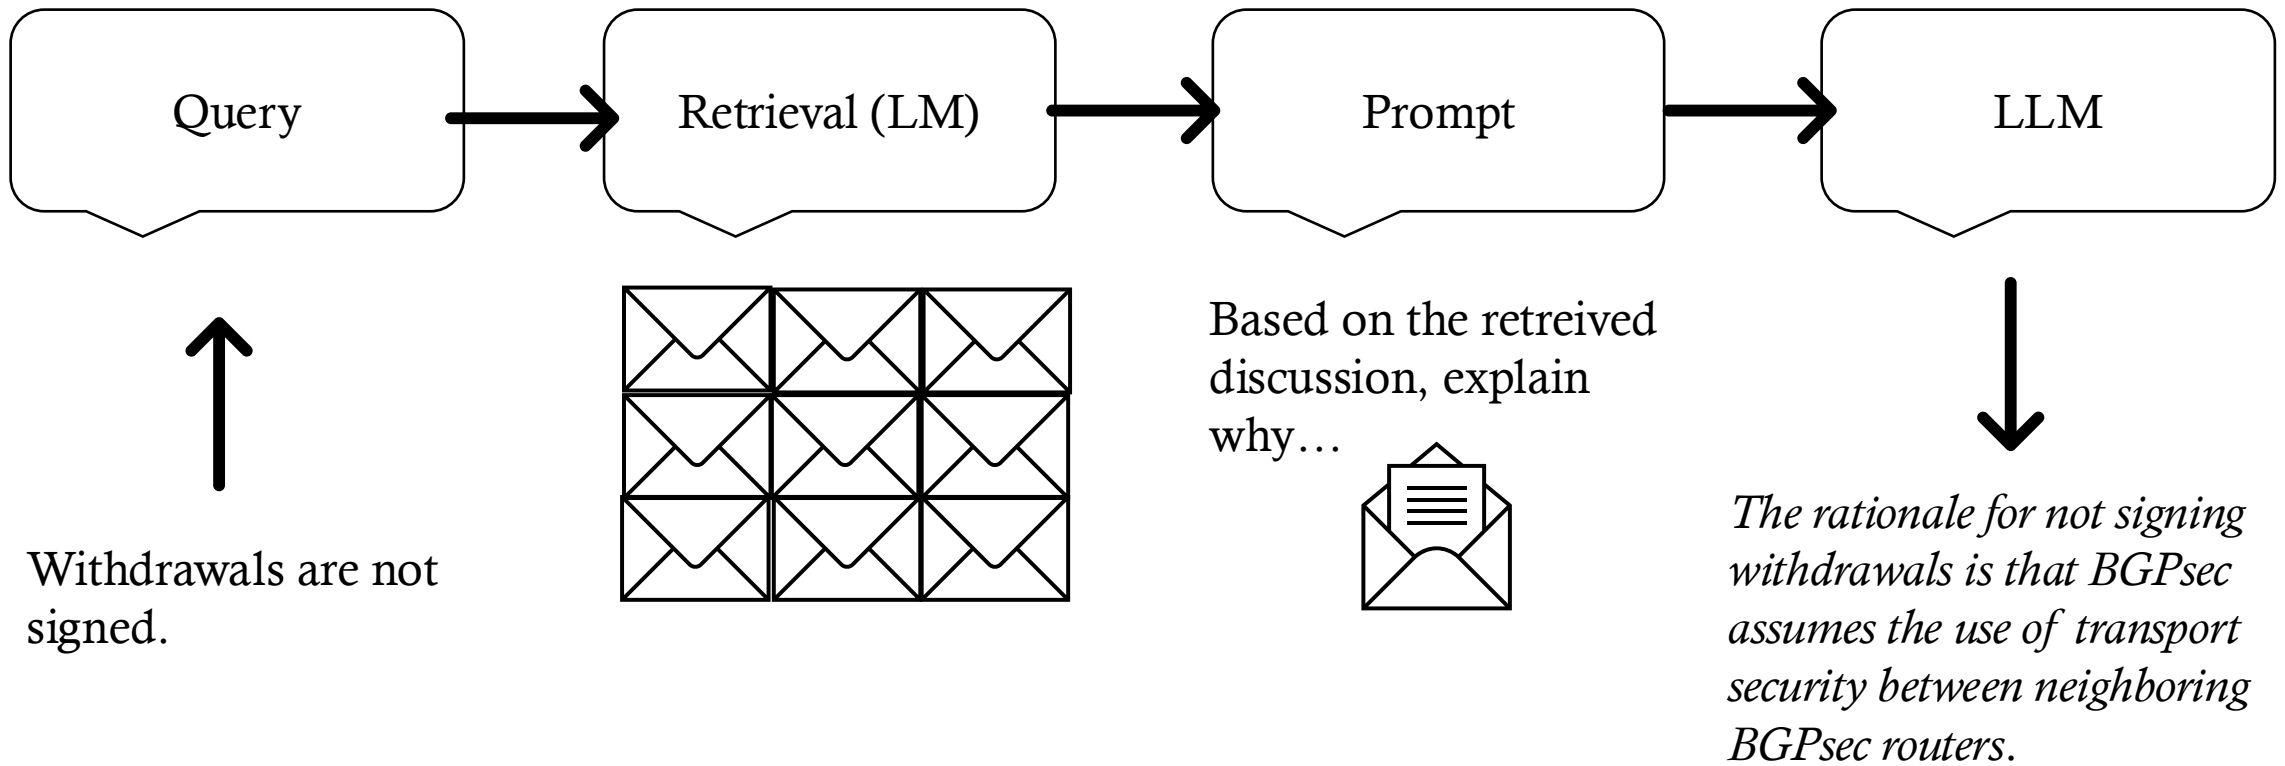 Query
Retrieval (LM)
Prompt
LLM
Withdrawals are not
signed.
Based on the retreived
discussion, explain
why…
The rationale for not signing
withdrawals is that BGPsec
assumes the use of transport
security between neighboring
BGPsec routers.